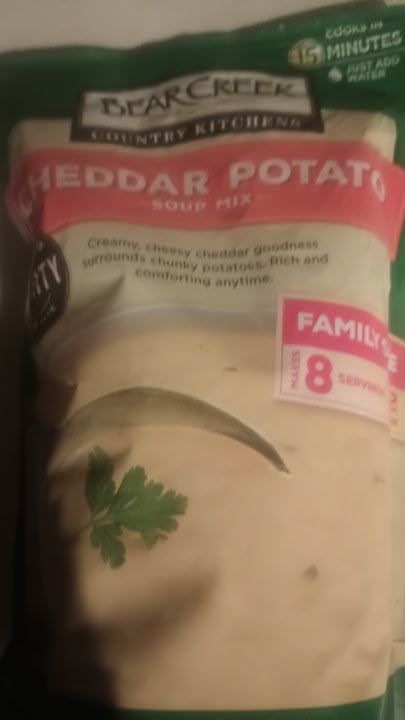 COOKS IN
15 MINUTES
JUST ADD
WATER
BEAR CREEK
COUNTRY KITCHENS
CHEDDAR POTATO
SOUP MIX
Creamy, cheesy cheddar goodness
surrounds chunky potatoes. Rich and
comforting anytime.
FAMILY
MAKES
8